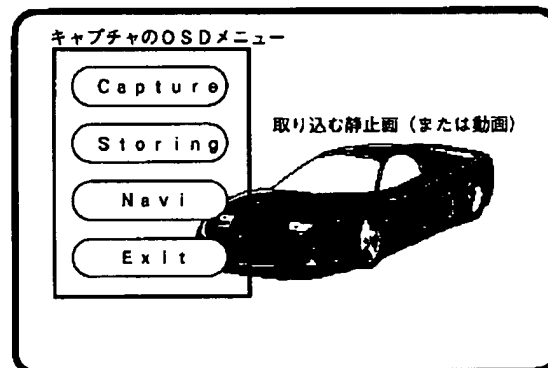 キャプチャのOSDメニュー
Capture
Storing
Navi
Exit
取り込む静止画（または動画）